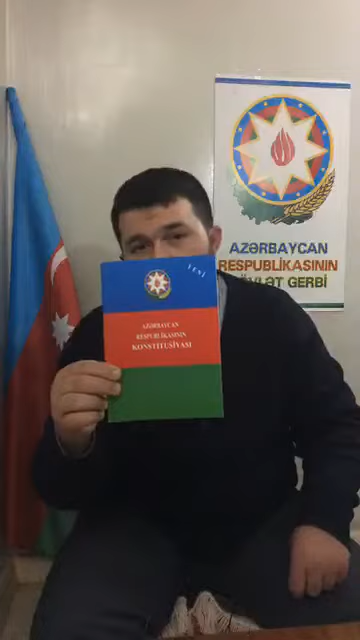 AZƏRBAYCAN
RESPUBLİKASININ
DÖVLƏT GERBİ
YENİ
AZƏRBAYCAN
RESPUBLİKASININ
KONSTİTUSİYASI